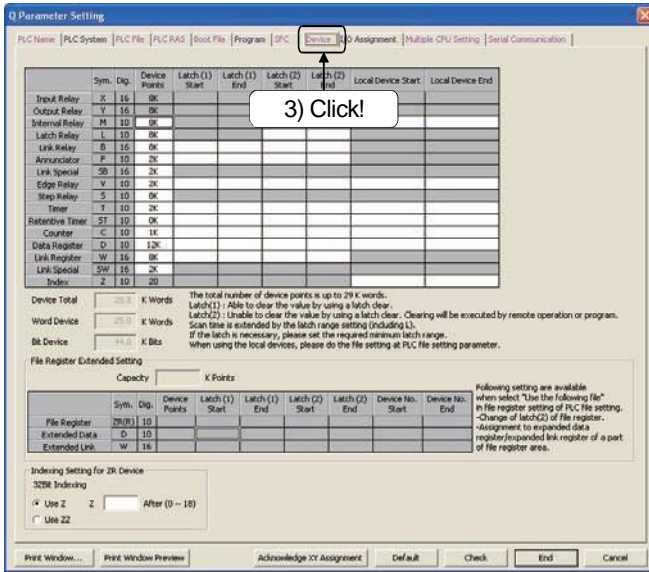 Q Parameter Setting
PLC Name PLC System PLC File PLC RAS Boot File Program SFC Device I/O Assignment Multiple CPU Setting Serial Communication
Sym. Dig. Device Points Latch (1) Start Latch (1) End Latch (2) Start Latch (2) End Local Device Start Local Device End
3) Click!
Input Relay X 16 8K
Output Relay Y 16 8K
Internal Relay M 10 8K
Latch Relay L 10 8K
Link Relay B 16 8K
Annunciator F 10 2K
Link Special SB 16 2K
Edge Relay V 10 2K
Step Relay S 10 8K
Timer T 10 2K
Retentive Timer ST 10 0K
Counter C 10 1K
Data Register D 10 12K
Link Register W 16 8K
Link Special SW 16 2K
Index Z 10 20
Device Total 28.8 K Words
Word Device 25.0 K Words
Bit Device 44.0 K Bits
The total number of device points is up to 29 K words.
Latch(1) : Able to clear the value by using a latch clear.
Latch(2) : Unable to clear the value by using a latch clear. Clearing will be executed by remote operation or program.
Scan time is extended by the latch range setting (including L).
If the latch is necessary, please set the required minimum latch range.
When using the local devices, please do the file setting at PLC file setting parameter.
File Register Extended Setting
Capacity K Points
Sym. Dig. Device Points Latch (1) Start Latch (1) End Latch (2) Start Latch (2) End Device No. Start Device No. End
File Register ZR(R) 10
Extended Data D 10
Extended Link W 16
Following setting are available
when select "Use the following file"
in file register setting of PLC file setting.
-Change of latch(2) of file register.
-Assignment to expanded data
register/expanded link register of a part
of file register area.
Indexing Setting for ZR Device
32Bit Indexing
Use Z Z After (0 -- 18)
Use ZZ
Print Window... Print Window Preview Acknowledge XY Assignment Default Check End Cancel